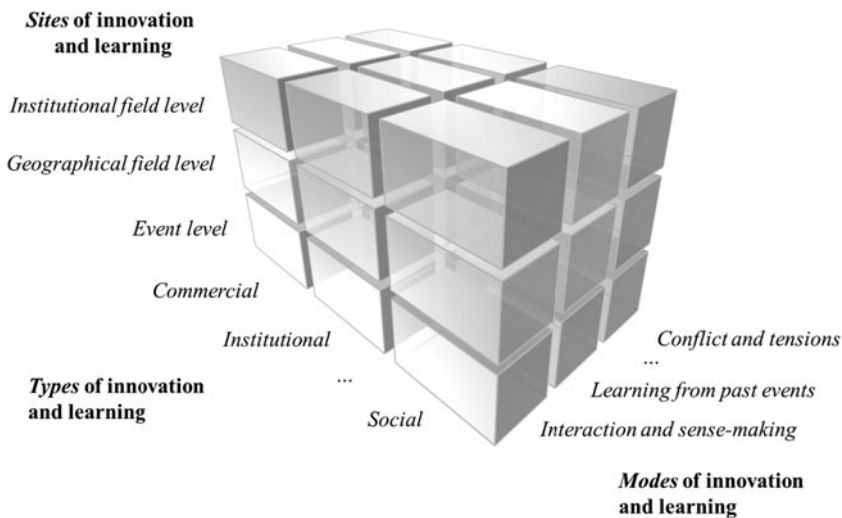 Sites of innovation
and learning
Institutional field level
Geographical field level
Event level
Commercial
Institutional
...
Social
Types of innovation
and learning
Conflict and tensions
...
Learning from past events
Interaction and sense-making
Modes of innovation
and learning